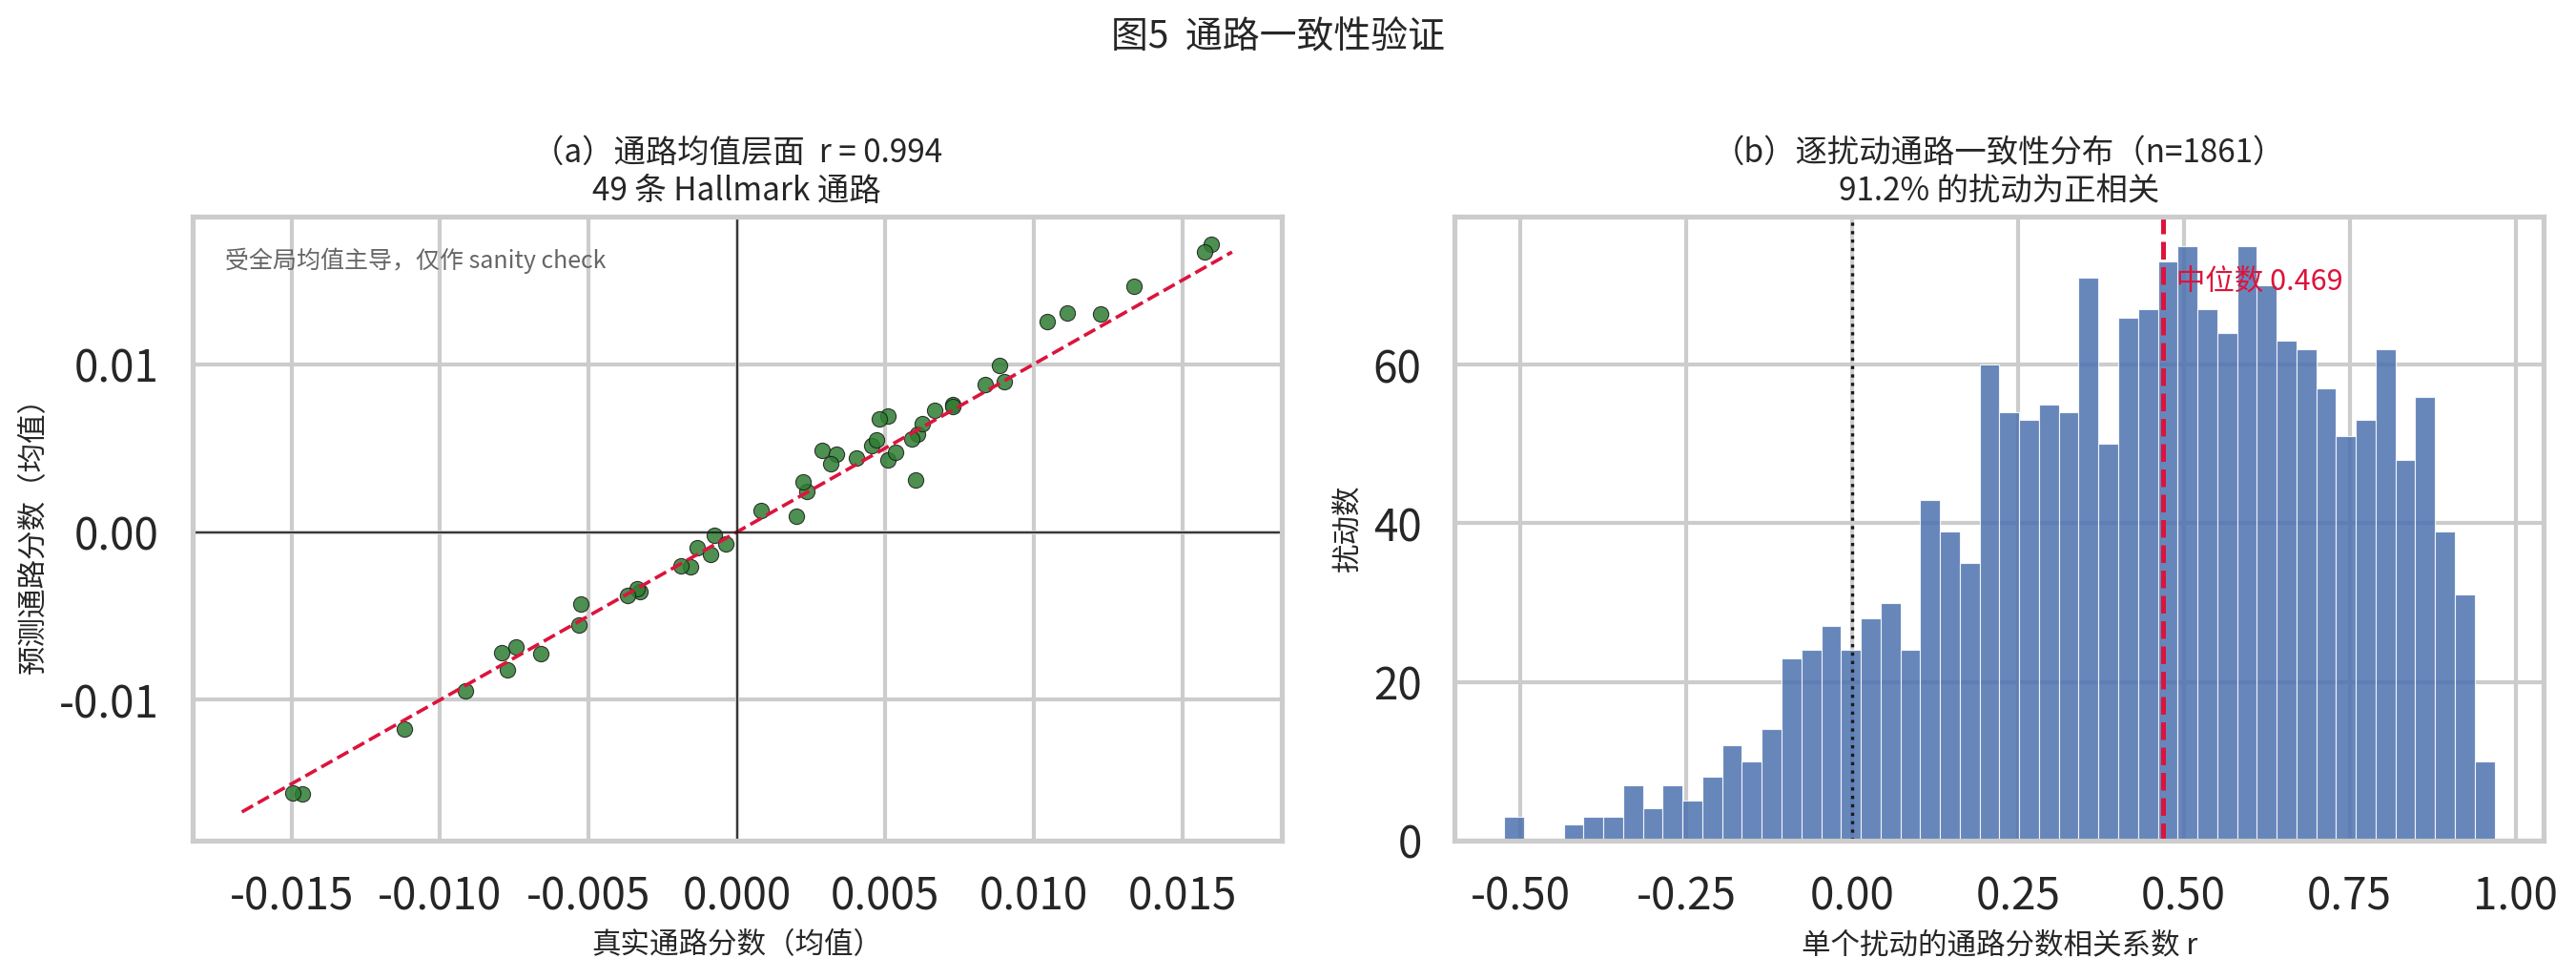 图5 通路一致性验证
（a）通路均值层面 r = 0.994
49 条 Hallmark 通路
受全局均值主导，仅作 sanity check
预测通路分数（均值）
0.01
0.00
-0.01
-0.015 -0.010 -0.005 0.000 0.005 0.010 0.015
真实通路分数（均值）
（b）逐扰动通路一致性分布（n=1861）
91.2% 的扰动为正相关
中位数 0.469
扰动数
60
40
20
0
-0.50 -0.25 0.00 0.25 0.50 0.75 1.00
单个扰动的通路分数相关系数 r